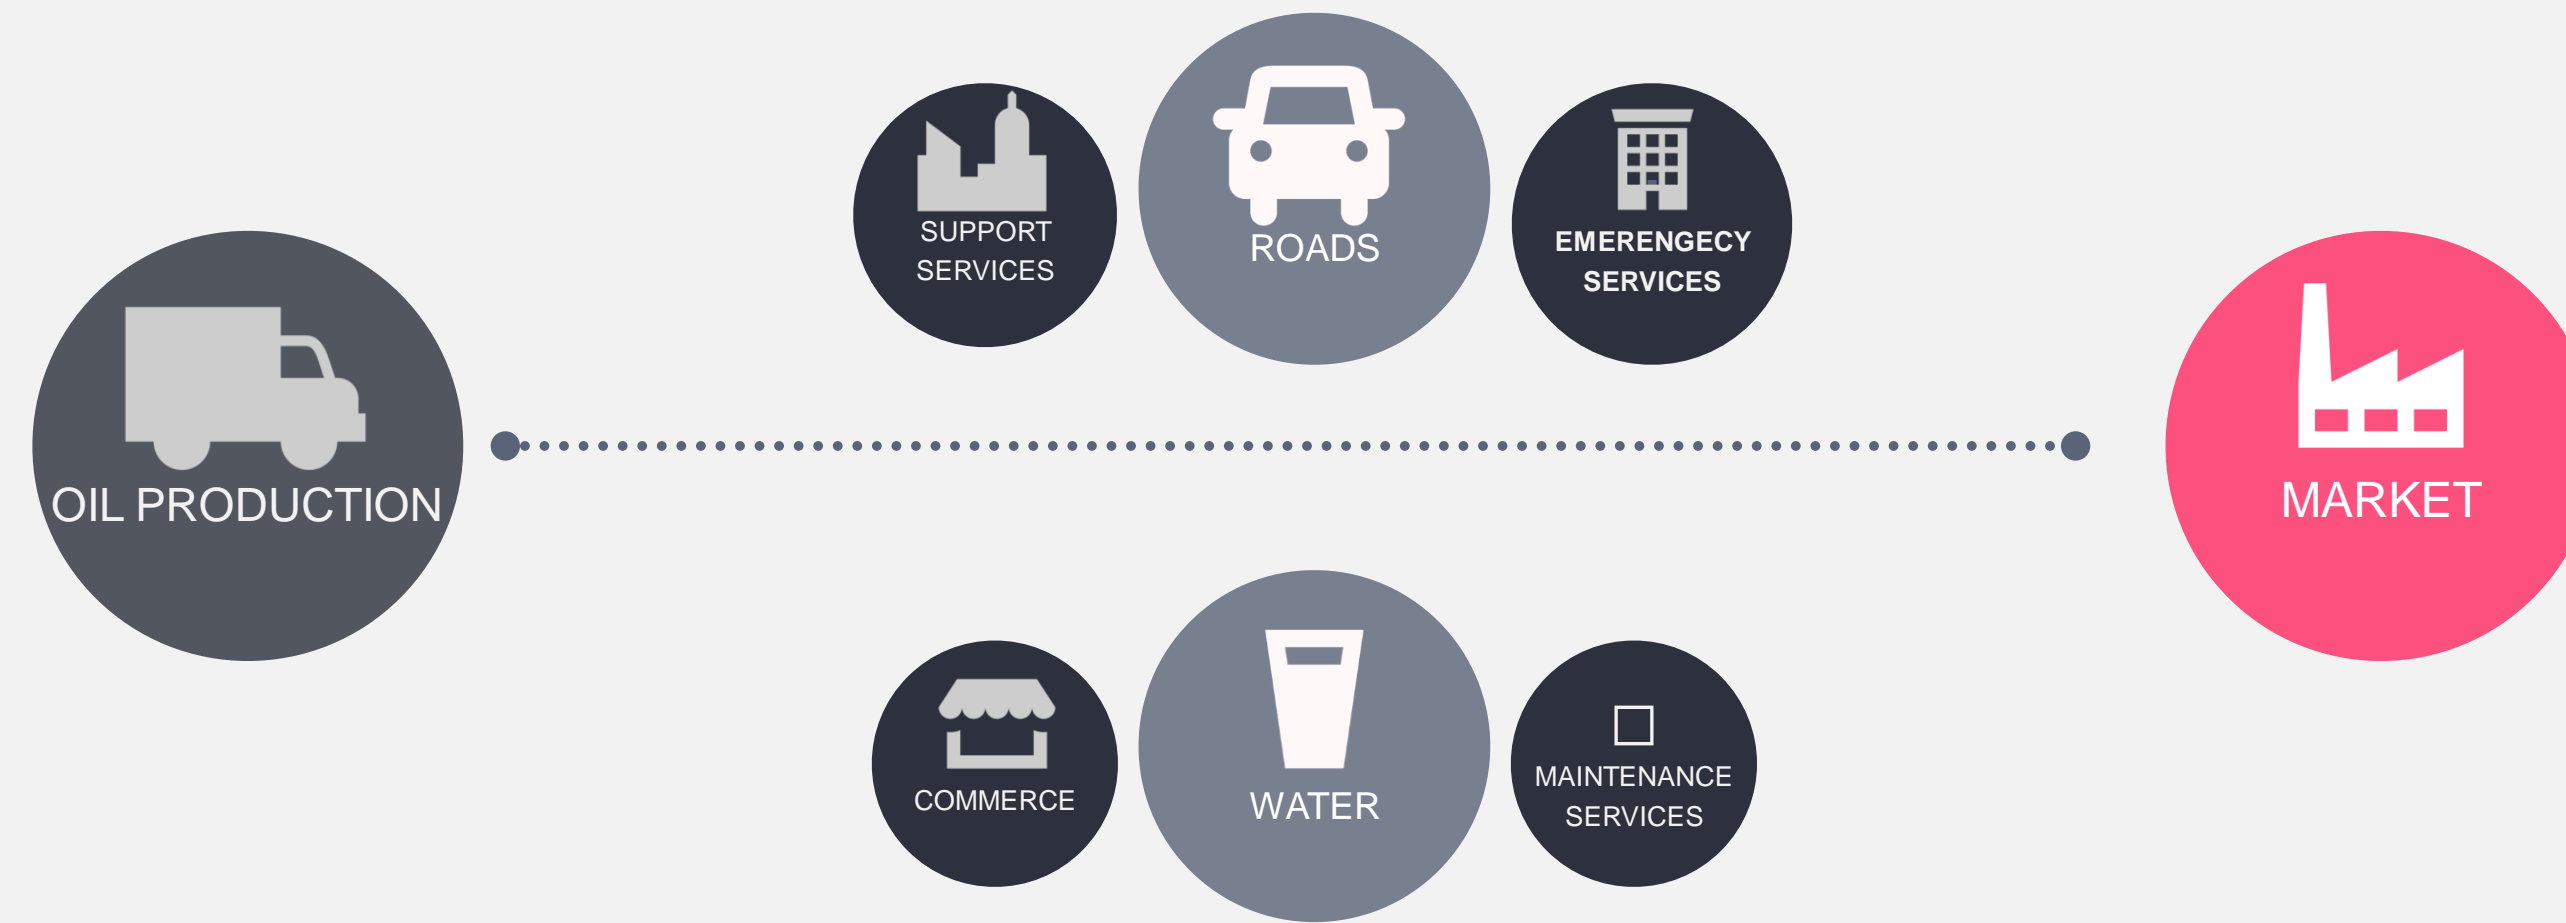 SUPPORT
SERVICES
ROADS
EMERENGECY
SERVICES
OIL PRODUCTION
MARKET
COMMERCE
WATER
MAINTENANCE
SERVICES